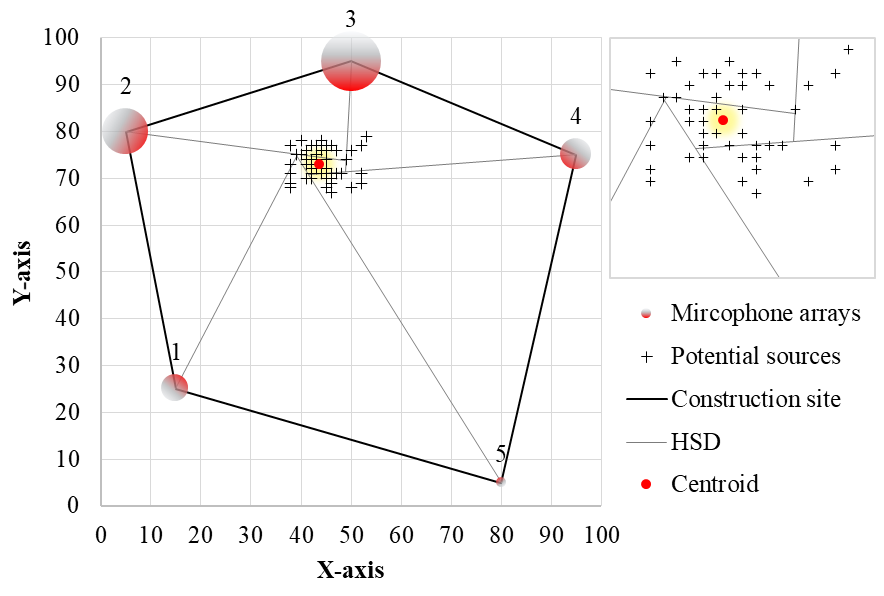 3
100
90
2
4
80
70
60
50
40
1
30
20
5
10
0
0 10 20 30 40 50 60 70 80 90 100
X-axis
Y-axis
Mircophone arrays
Potential sources
Construction site
HSD
Centroid